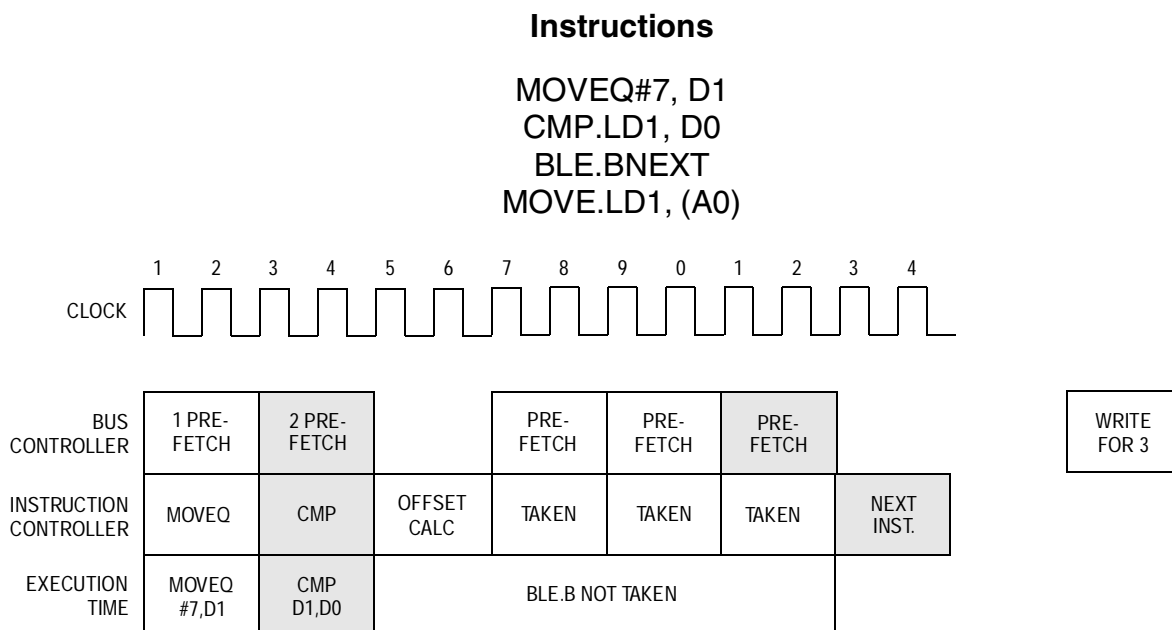 Instructions
MOVEQ#7, D1
CMP.LD1, D0
BLE.BNEXT
MOVE.LD1, (A0)
1 2 3 4 5 6 7 8 9 0 1 2 3 4
CLOCK
BUS
CONTROLLER
1 PRE-
FETCH
2 PRE-
FETCH
PRE-
FETCH
PRE-
FETCH
PRE-
FETCH
WRITE
FOR 3
INSTRUCTION
CONTROLLER
MOVEQ
CMP
OFFSET
CALC
TAKEN
TAKEN
TAKEN
NEXT
INST.
EXECUTION
TIME
MOVEQ
#7,D1
CMP
D1,D0
BLE.B NOT TAKEN